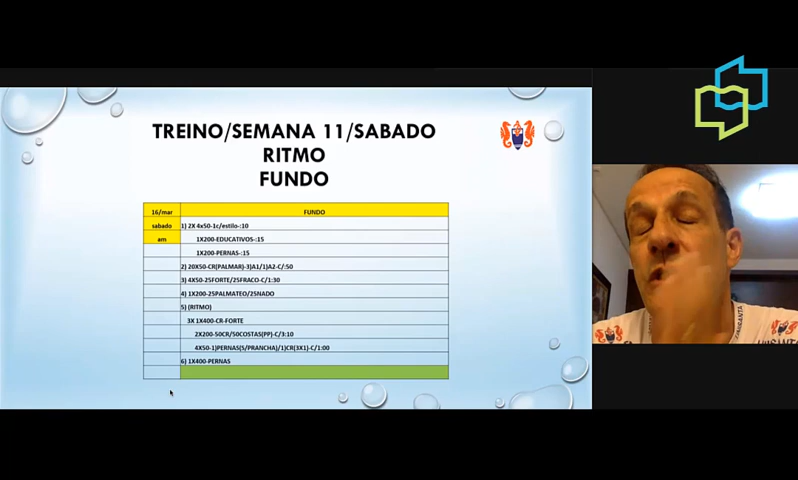 TREINO/SEMANA 11/SABADO
RITMO
FUNDO
16/mar FUNDO
sabado 1) 2X 4x50-1c/estilo-:10
am 1X200-EDUCATIVOS-:15
1X200-PERNAS-:15
2) 20X50-CR(PALMAR)-3)A1/1)A2-C/:50
3) 4X50-25FORTE/25FRACO-C/1:30
4) 1X200-25PALMATEO/25NADO
5) (RITMO)
3X 1X400-CR-FORTE
2X200-50CR/50COSTAS(PP)-C/3:10
4X50-1)PERNAS(S/PRANCHA)/1)CR(3X1)-C/1:00
6) 1X400-PERNAS